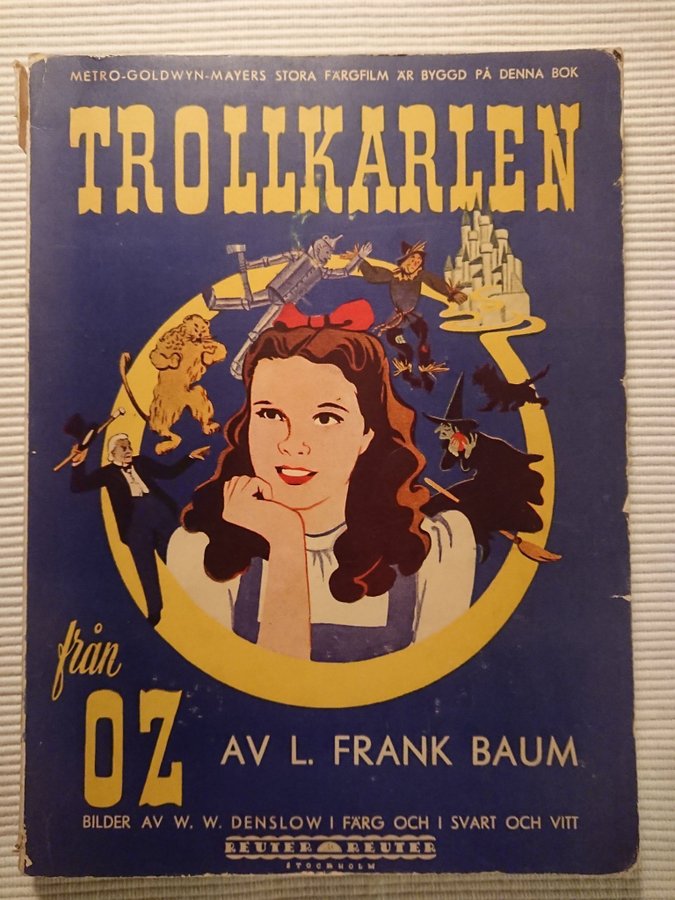 METRO-GOLDWYN-MAYERS STORA FÄRGFILM ÄR BYGGD PÅ DENNA BOK
TROLLKARLEN
från
OZ
AV L. FRANK BAUM
BILDER AV W. W. DENSLOW I FÄRG OCH I SVART OCH VITT
REUTER & REUTER
STOCKHOLM